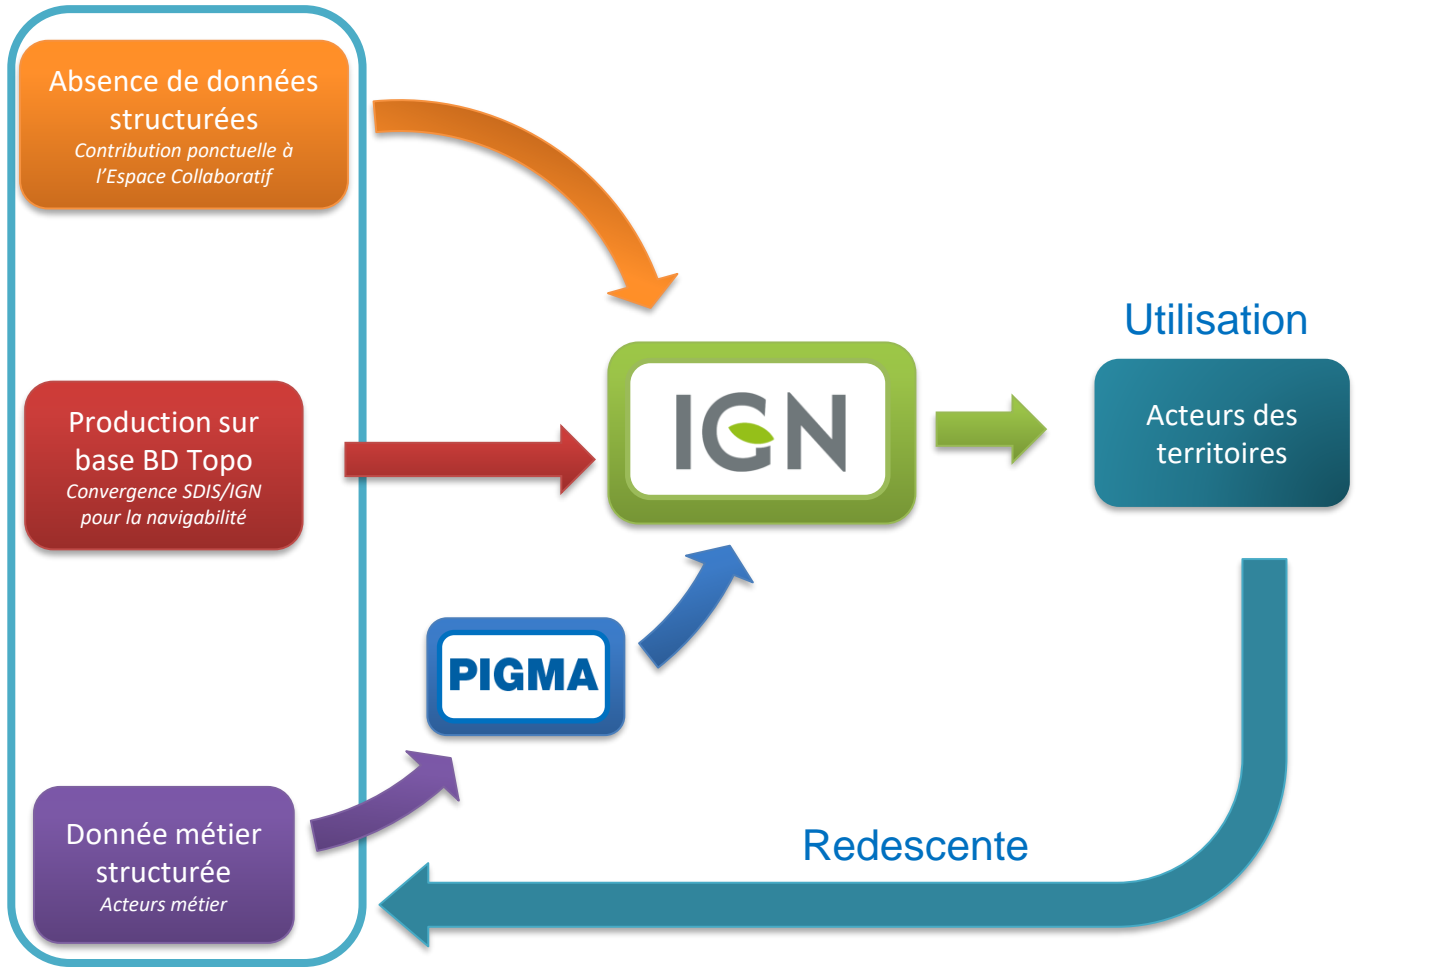 Absence de données
structurées
Contribution ponctuelle à
l’Espace Collaboratif
Production sur
base BD Topo
Convergence SDIS/IGN
pour la navigabilité
Donnée métier
structurée
Acteurs métier
PIGMA
IGN
Utilisation
Acteurs des
territoires
Redescente